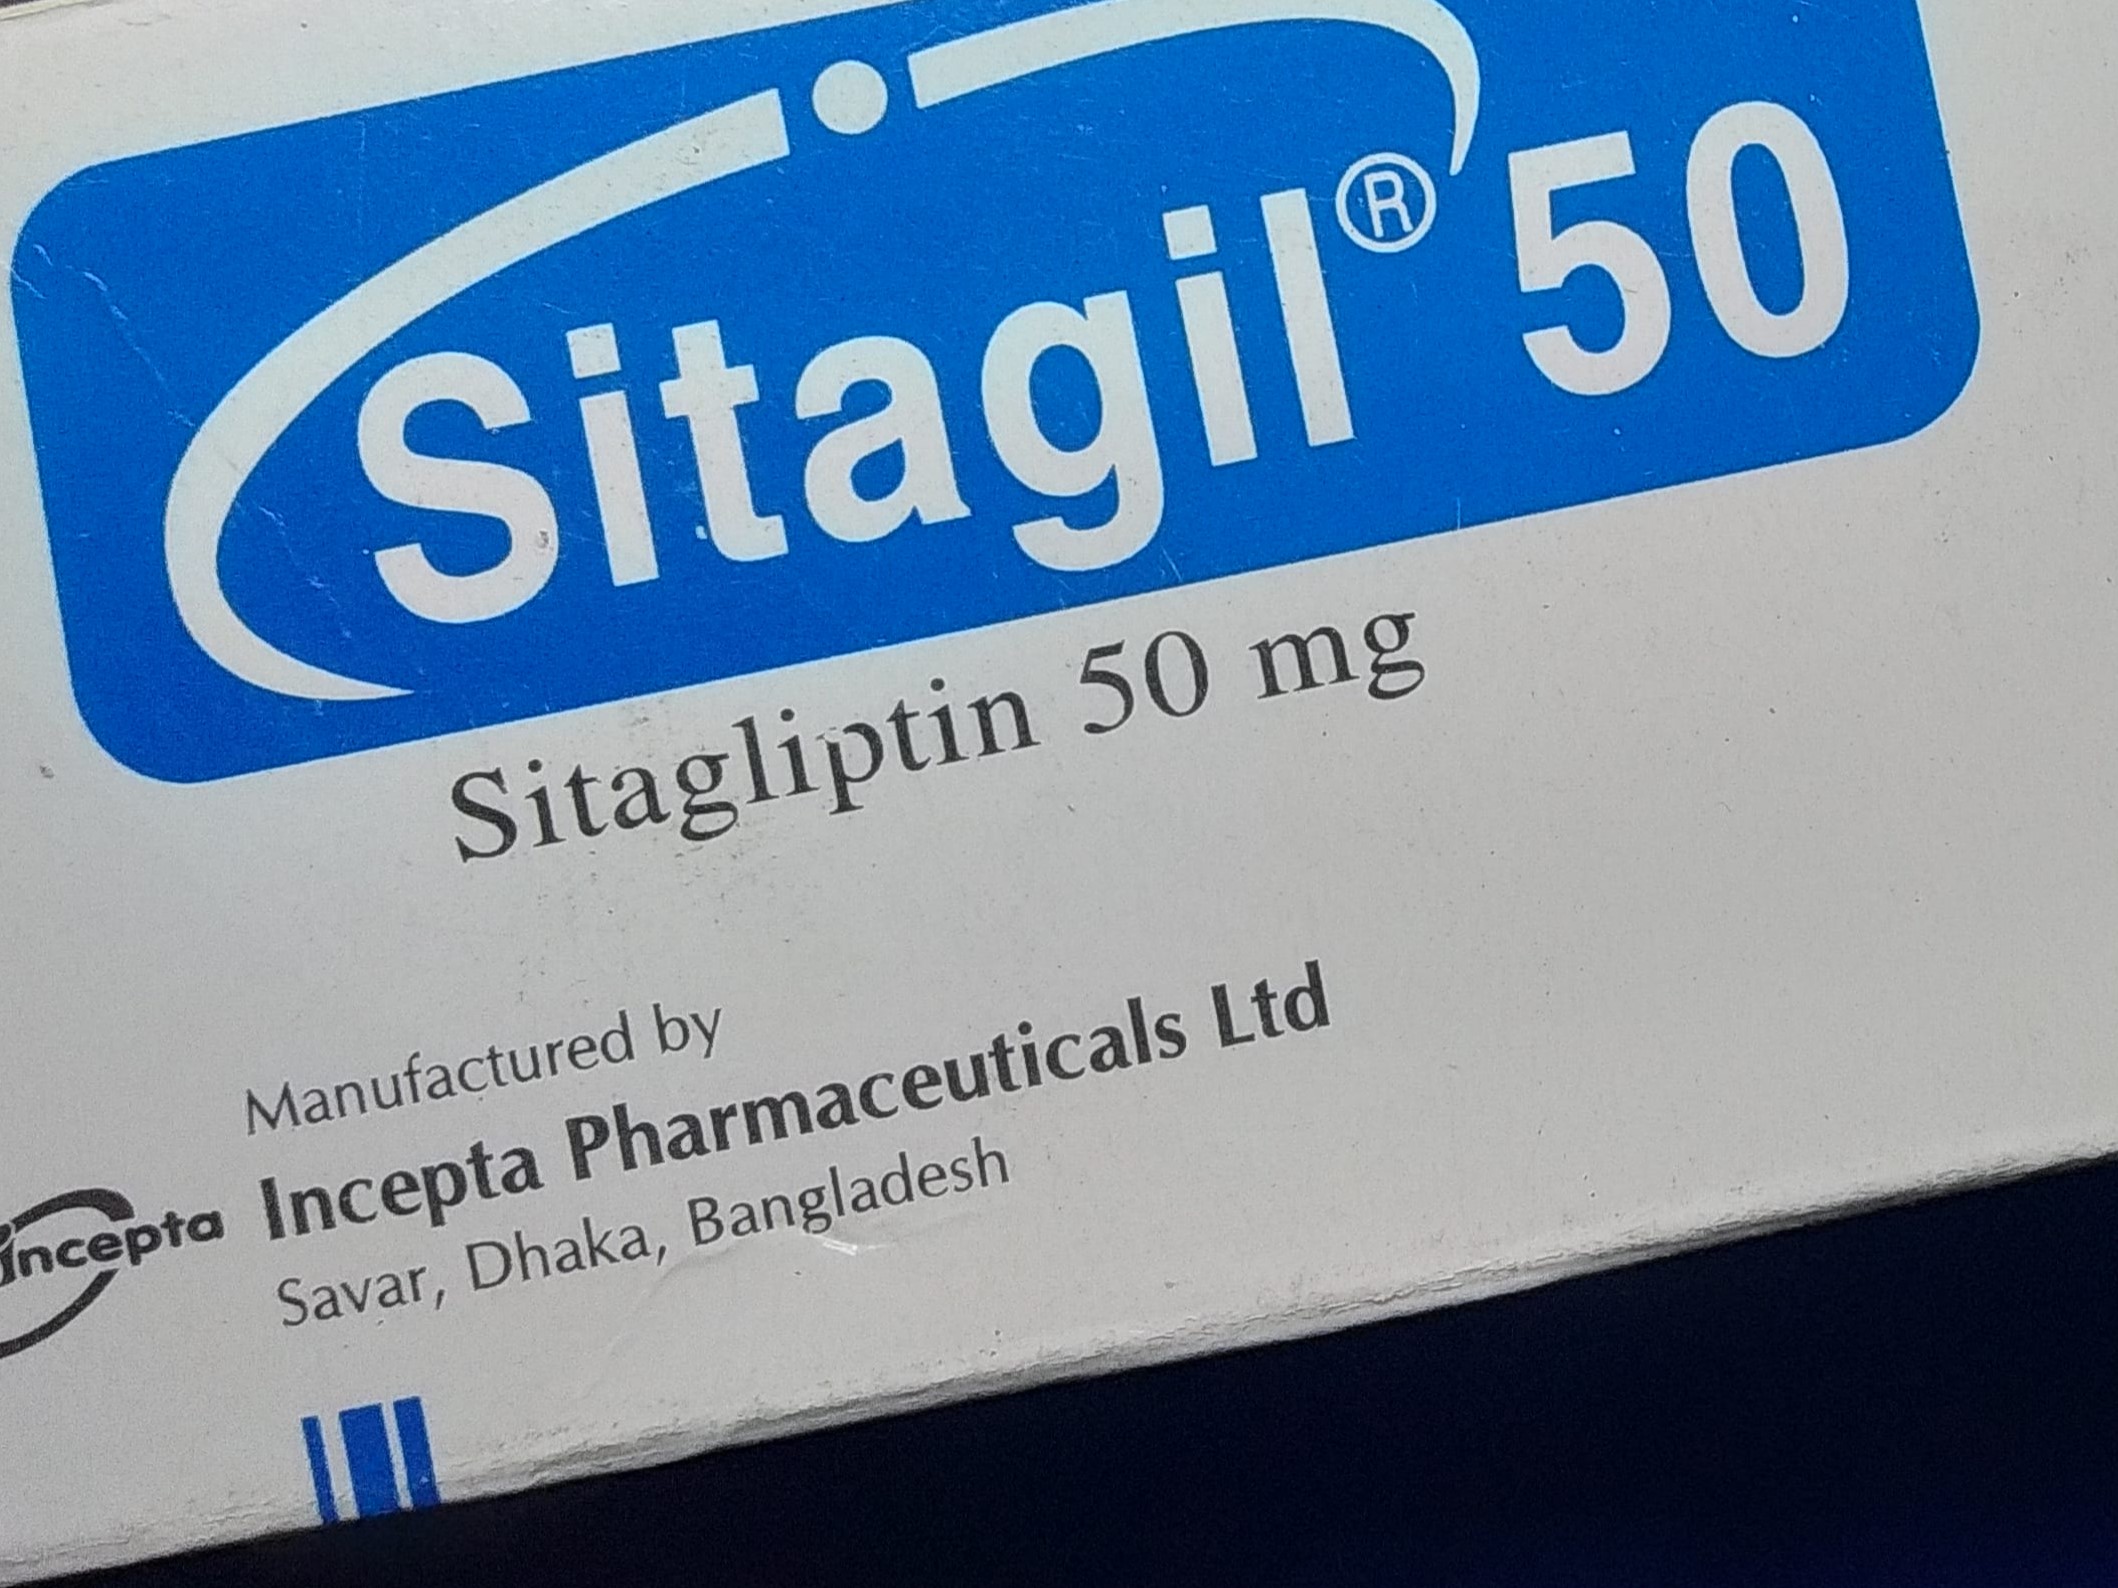 Sitagil® 50
Sitagliptin 50 mg
Manufactured by
incepta Incepta Pharmaceuticals Ltd
Savar, Dhaka, Bangladesh